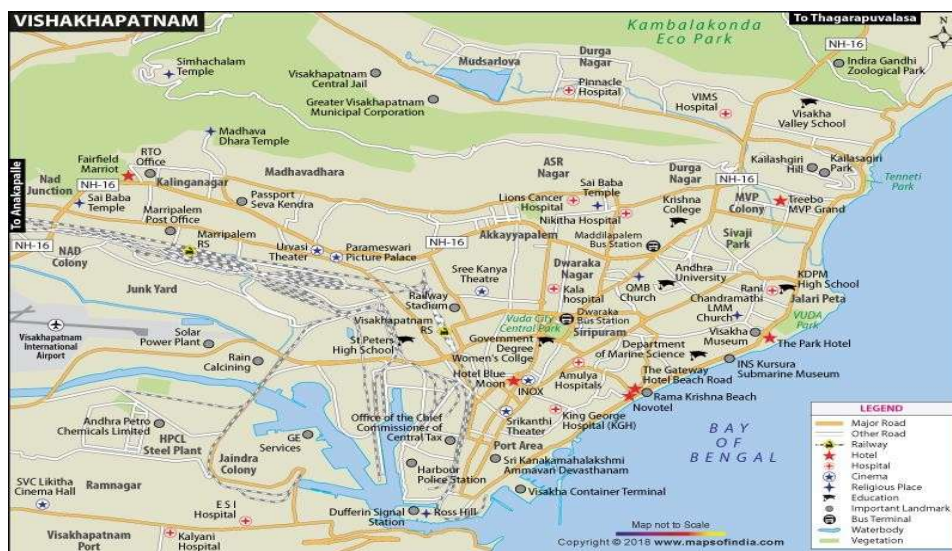 VISHAKHAPATNAM
To Thagarapuvalasa
Kambalakonda
Eco Park
N
NH-16
Simhachalam
Temple
Visakhapatnam
Central Jail
Mudsarlova
Durga
Nagar
Pinnacle
Hospital
Indira Gandhi
Zoological Park
Greater Visakhapatnam
Municipal Corporation
VIMS
Hospital
Visakha
Valley School
Madhava
Dhara Temple
To Anakapalle
Fairfield
Marriot
RTO
Office
Nad
Junction
NH-16
Kalinganagar
Madhavadhara
ASR
Nagar
Durga
Nagar
NH-16
Kailashgiri
Hill
Kailasagiri
Park
Tenneti
Park
Sai Baba
Temple
Passport
Seva Kendra
Lions Cancer
Hospital
Sai Baba
Temple
Nikitha Hospital
Krishna
College
MVP
Colony
Treebo
MVP Grand
Marripalem
Post Office
NH-16
NAD
Colony
Marripalem
RS
Urvasi
Theater
Parameswari
Picture Palace
NH-16
Akkayyapalem
Maddilapalem
Bus Station
Sivaji
Park
Junk Yard
Sree Kanya
Theatre
Dwaraka
Nagar
Kala
hospital
QMB
Church
Andhra
University
Rani
Chandramathi
LMM
Church
KDPM
High School
Jalari Peta
VUDA
Park
Visakhapatnam
International
Airport
Solar
Power Plant
Railway
Stadium
Visakhapatnam
RS
Vuda City
Central Park
Dwaraka
Bus Station
Siripuram
Visakha
Museum
The Park Hotel
St Peters
High School
Government
Degree
Women's Collge
Department
of Marine Science
INS Kursura
Submarine Museum
Rain
Calcining
Hotel Blue
Moon
INOX
Amulya
Hospitals
The Gateway
Hotel Beach Road
Rama Krishna Beach
Novotel
Andhra Petro
Chemicals Limited
HPCL
Steel Plant
GE
Services
Office of the Chief
Commissioner of
Central Tax
Srikanthi
Theater
King George
Hospital (KGH)
BAY
OF
BENGAL
Jaindra
Colony
Port Area
Harbour
Police Station
Sri Kanakamahalakshmi
Ammavari Devasthanam
SVC Likitha
Cinema Hall
Ramnagar
Visakha Container Terminal
E S I
Hospital
Dufferin Signal
Station
Ross Hill
Visakhapatnam
Port
Kalyani
Hospital
Map not to Scale
Copyright © 2018 www.mapsofindia.com
LEGEND
Major Road
Other Road
Railway
Hotel
Hospital
Cinema
Religious Place
Education
Important Landmark
Bus Terminal
Waterbody
Vegetation